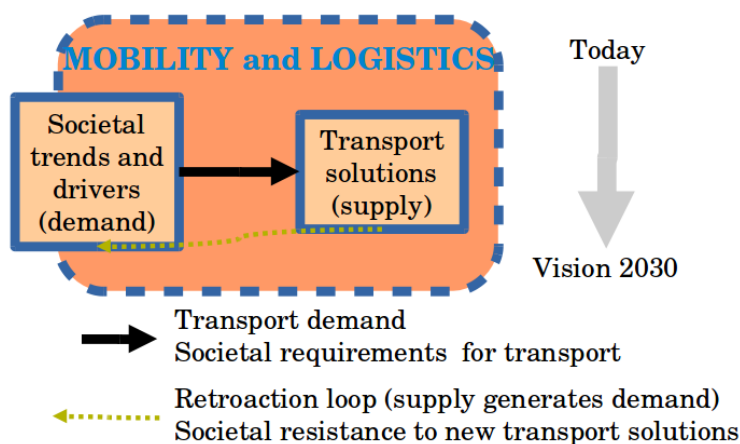 MOBILITY and LOGISTICS
Societal
trends and
drivers
(demand)
Transport
solutions
(supply)
Today
Vision 2030
Transport demand
Societal requirements for transport
Retroaction loop (supply generates demand)
Societal resistance to new transport solutions